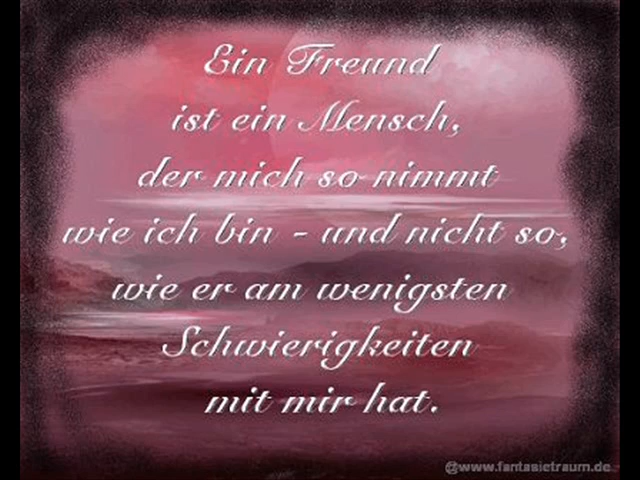 Ein Freund
ist ein Mensch,
der mich so nimmt
wie ich bin - und nicht so,
wie er am wenigsten
Schwierigkeiten
mit mir hat.
@www.fantasietraum.de